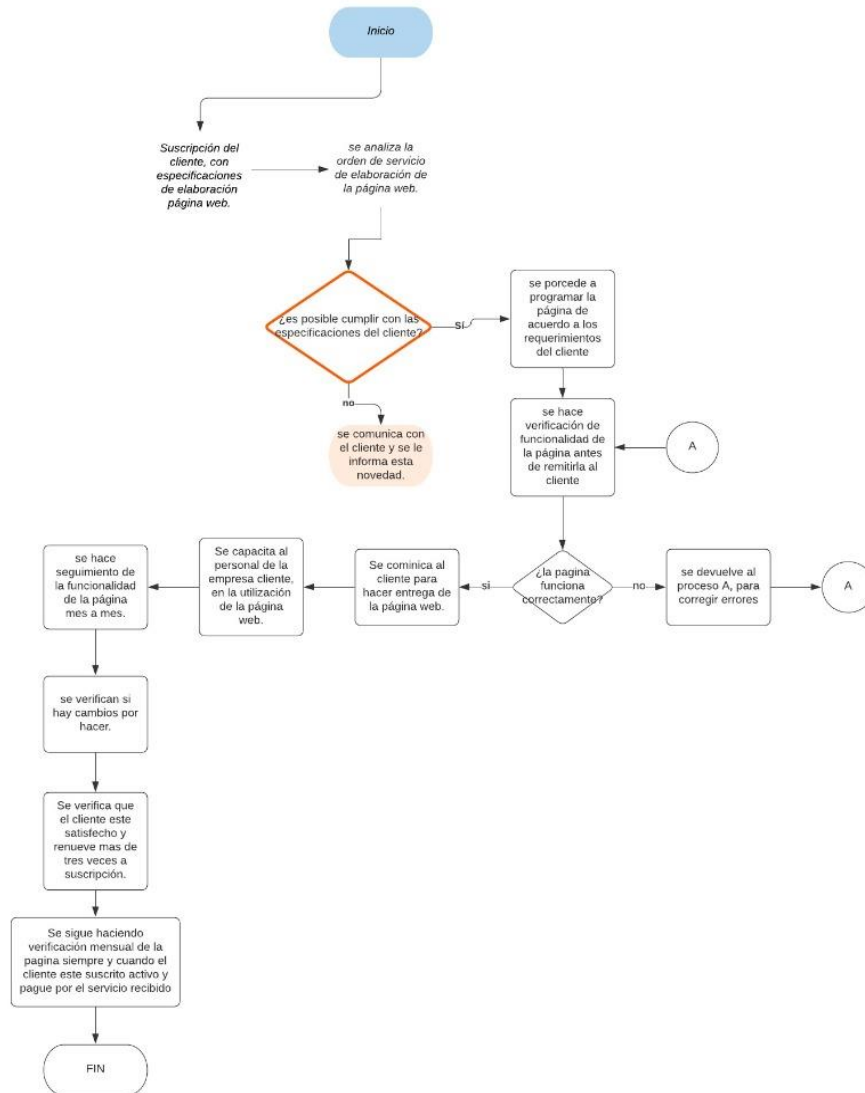 Inicio
Suscripción del
cliente, con
especificaciones
de elaboración
página web.
se analiza la
orden de servicio
de elaboración de
la página web.
¿es posible cumplir con las
especificaciones del cliente?
Sí
se porcede a
programar la
página de
acuerdo a los
requerimientos
del cliente
no
se comunica con
el cliente y se le
informa esta
novedad.
se hace
verificación de
funcionalidad de
la página antes
de remitirla al
cliente
A
¿la pagina
funciona
correctamente?
si
no
Se cominica al
cliente para
hacer entrega de
la página web.
Se capacita al
personal de la
empresa cliente,
en la utilización
de la página
web.
se hace
seguimiento de
la funcionalidad
de la página
mes a mes.
se devuelve al
proceso A, para
corregir errores
A
se verifican si
hay cambios por
hacer.
Se verifica que
el cliente este
satisfecho y
renueve mas de
tres veces a
suscripción.
Se sigue haciendo
verificación mensual de la
pagina siempre y cuando el
cliente este suscrito activo y
pague por el servicio recibido
FIN